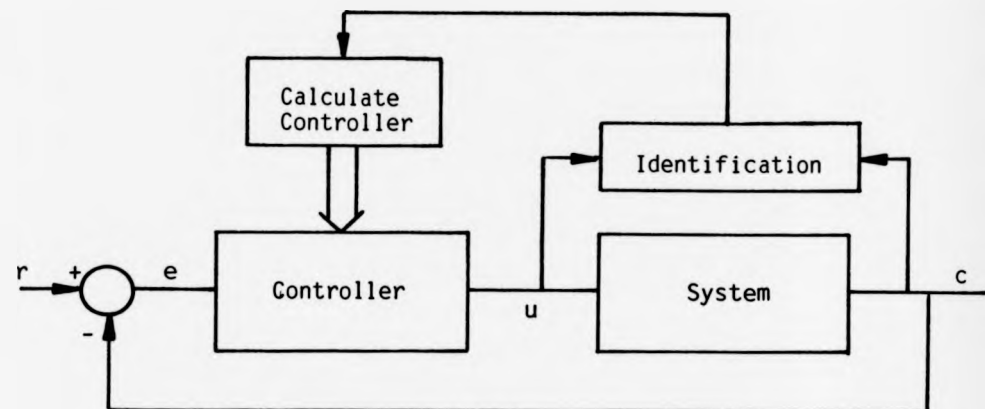 Calculate
Controller
Identification
r
+
e
Controller
u
System
c
-